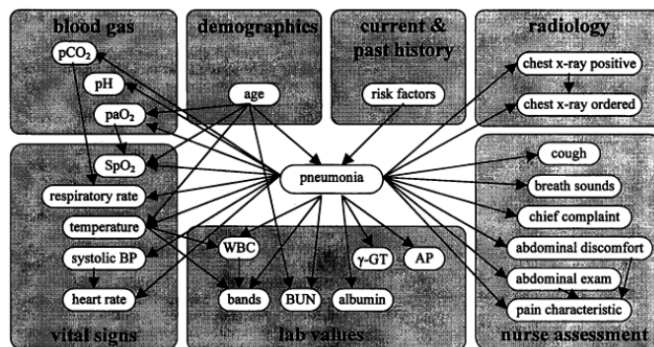 blood gas
pCO₂
pH
paO₂
demographics
age
current &
past history
risk factors
radiology
chest x-ray positive
chest x-ray ordered
pneumonia
SpO₂
respiratory rate
temperature
systolic BP
heart rate
vital signs
WBC
γ-GT
AP
bands
BUN
albumin
lab values
cough
breath sounds
chief complaint
abdominal discomfort
abdominal exam
pain characteristic
nurse assessment